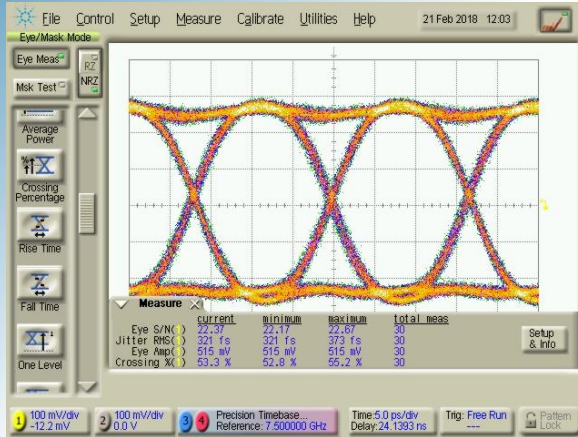 File Control Setup Measure Calibrate Utilities Help 21 Feb 2018 12:03
Eye/Mask Mode
Eye Meas
RZ
NRZ
Msk Test
Average Power
Crossing Percentage
Rise Time
Fall Time
One Level
Measure
current minimum maximum total meas
Eye S/N(1) 22.37 22.17 22.67 30
Jitter RMS(1) 321 fs 321 fs 373 fs 30
Eye Amp(1) 515 mV 515 mV 515 mV 30
Crossing %(1) 53.3 % 52.8 % 55.2 % 30
Setup & Info
1 100 mV/div -12.2 mV
2 100 mV/div 0.0 V
3 4 Precision Timebase... Reference: 7.500000 GHz
Time:5.0 ps/div Delay:24.1393 ns
Trig: Free Run ---
Pattern Lock